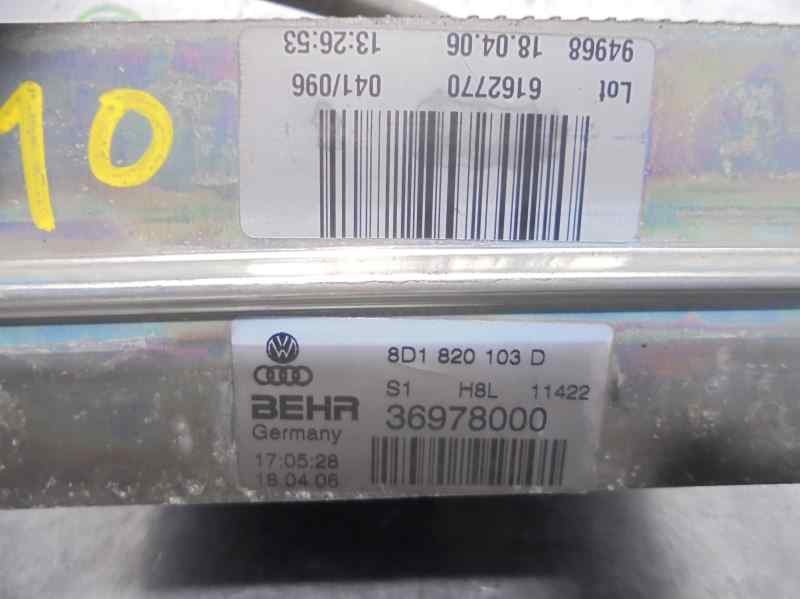 10
Lot 6162770 041/096
94968 18.04.06 13:26:53
8D1 820 103 D
S1 H8L 11422
BEHR 36978000
Germany
17:05:28
18.04.06